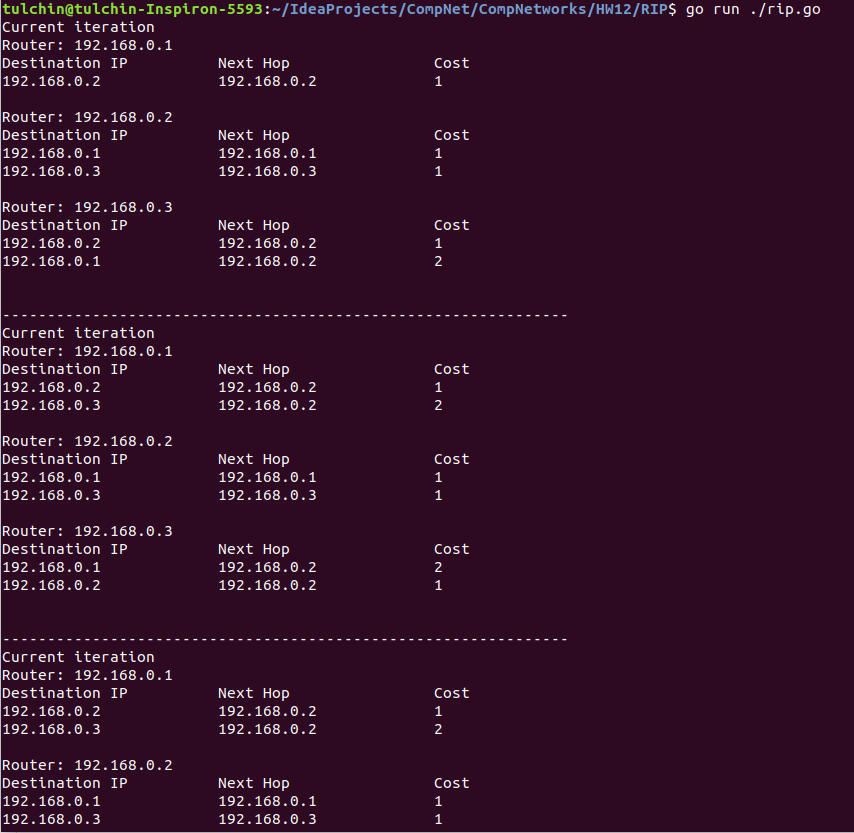 tulchin@tulchin-Inspiron-5593:~/IdeaProjects/CompNet/CompNetworks/HW12/RIP$ go run ./rip.go
Current iteration
Router: 192.168.0.1
Destination IP          Next Hop                Cost
192.168.0.2             192.168.0.2             1

Router: 192.168.0.2
Destination IP          Next Hop                Cost
192.168.0.1             192.168.0.1             1
192.168.0.3             192.168.0.3             1

Router: 192.168.0.3
Destination IP          Next Hop                Cost
192.168.0.2             192.168.0.2             1
192.168.0.1             192.168.0.2             2


---------------------------------------------------------------
Current iteration
Router: 192.168.0.1
Destination IP          Next Hop                Cost
192.168.0.2             192.168.0.2             1
192.168.0.3             192.168.0.2             2

Router: 192.168.0.2
Destination IP          Next Hop                Cost
192.168.0.1             192.168.0.1             1
192.168.0.3             192.168.0.3             1

Router: 192.168.0.3
Destination IP          Next Hop                Cost
192.168.0.1             192.168.0.2             2
192.168.0.2             192.168.0.2             1


---------------------------------------------------------------
Current iteration
Router: 192.168.0.1
Destination IP          Next Hop                Cost
192.168.0.2             192.168.0.2             1
192.168.0.3             192.168.0.2             2

Router: 192.168.0.2
Destination IP          Next Hop                Cost
192.168.0.1             192.168.0.1             1
192.168.0.3             192.168.0.3             1